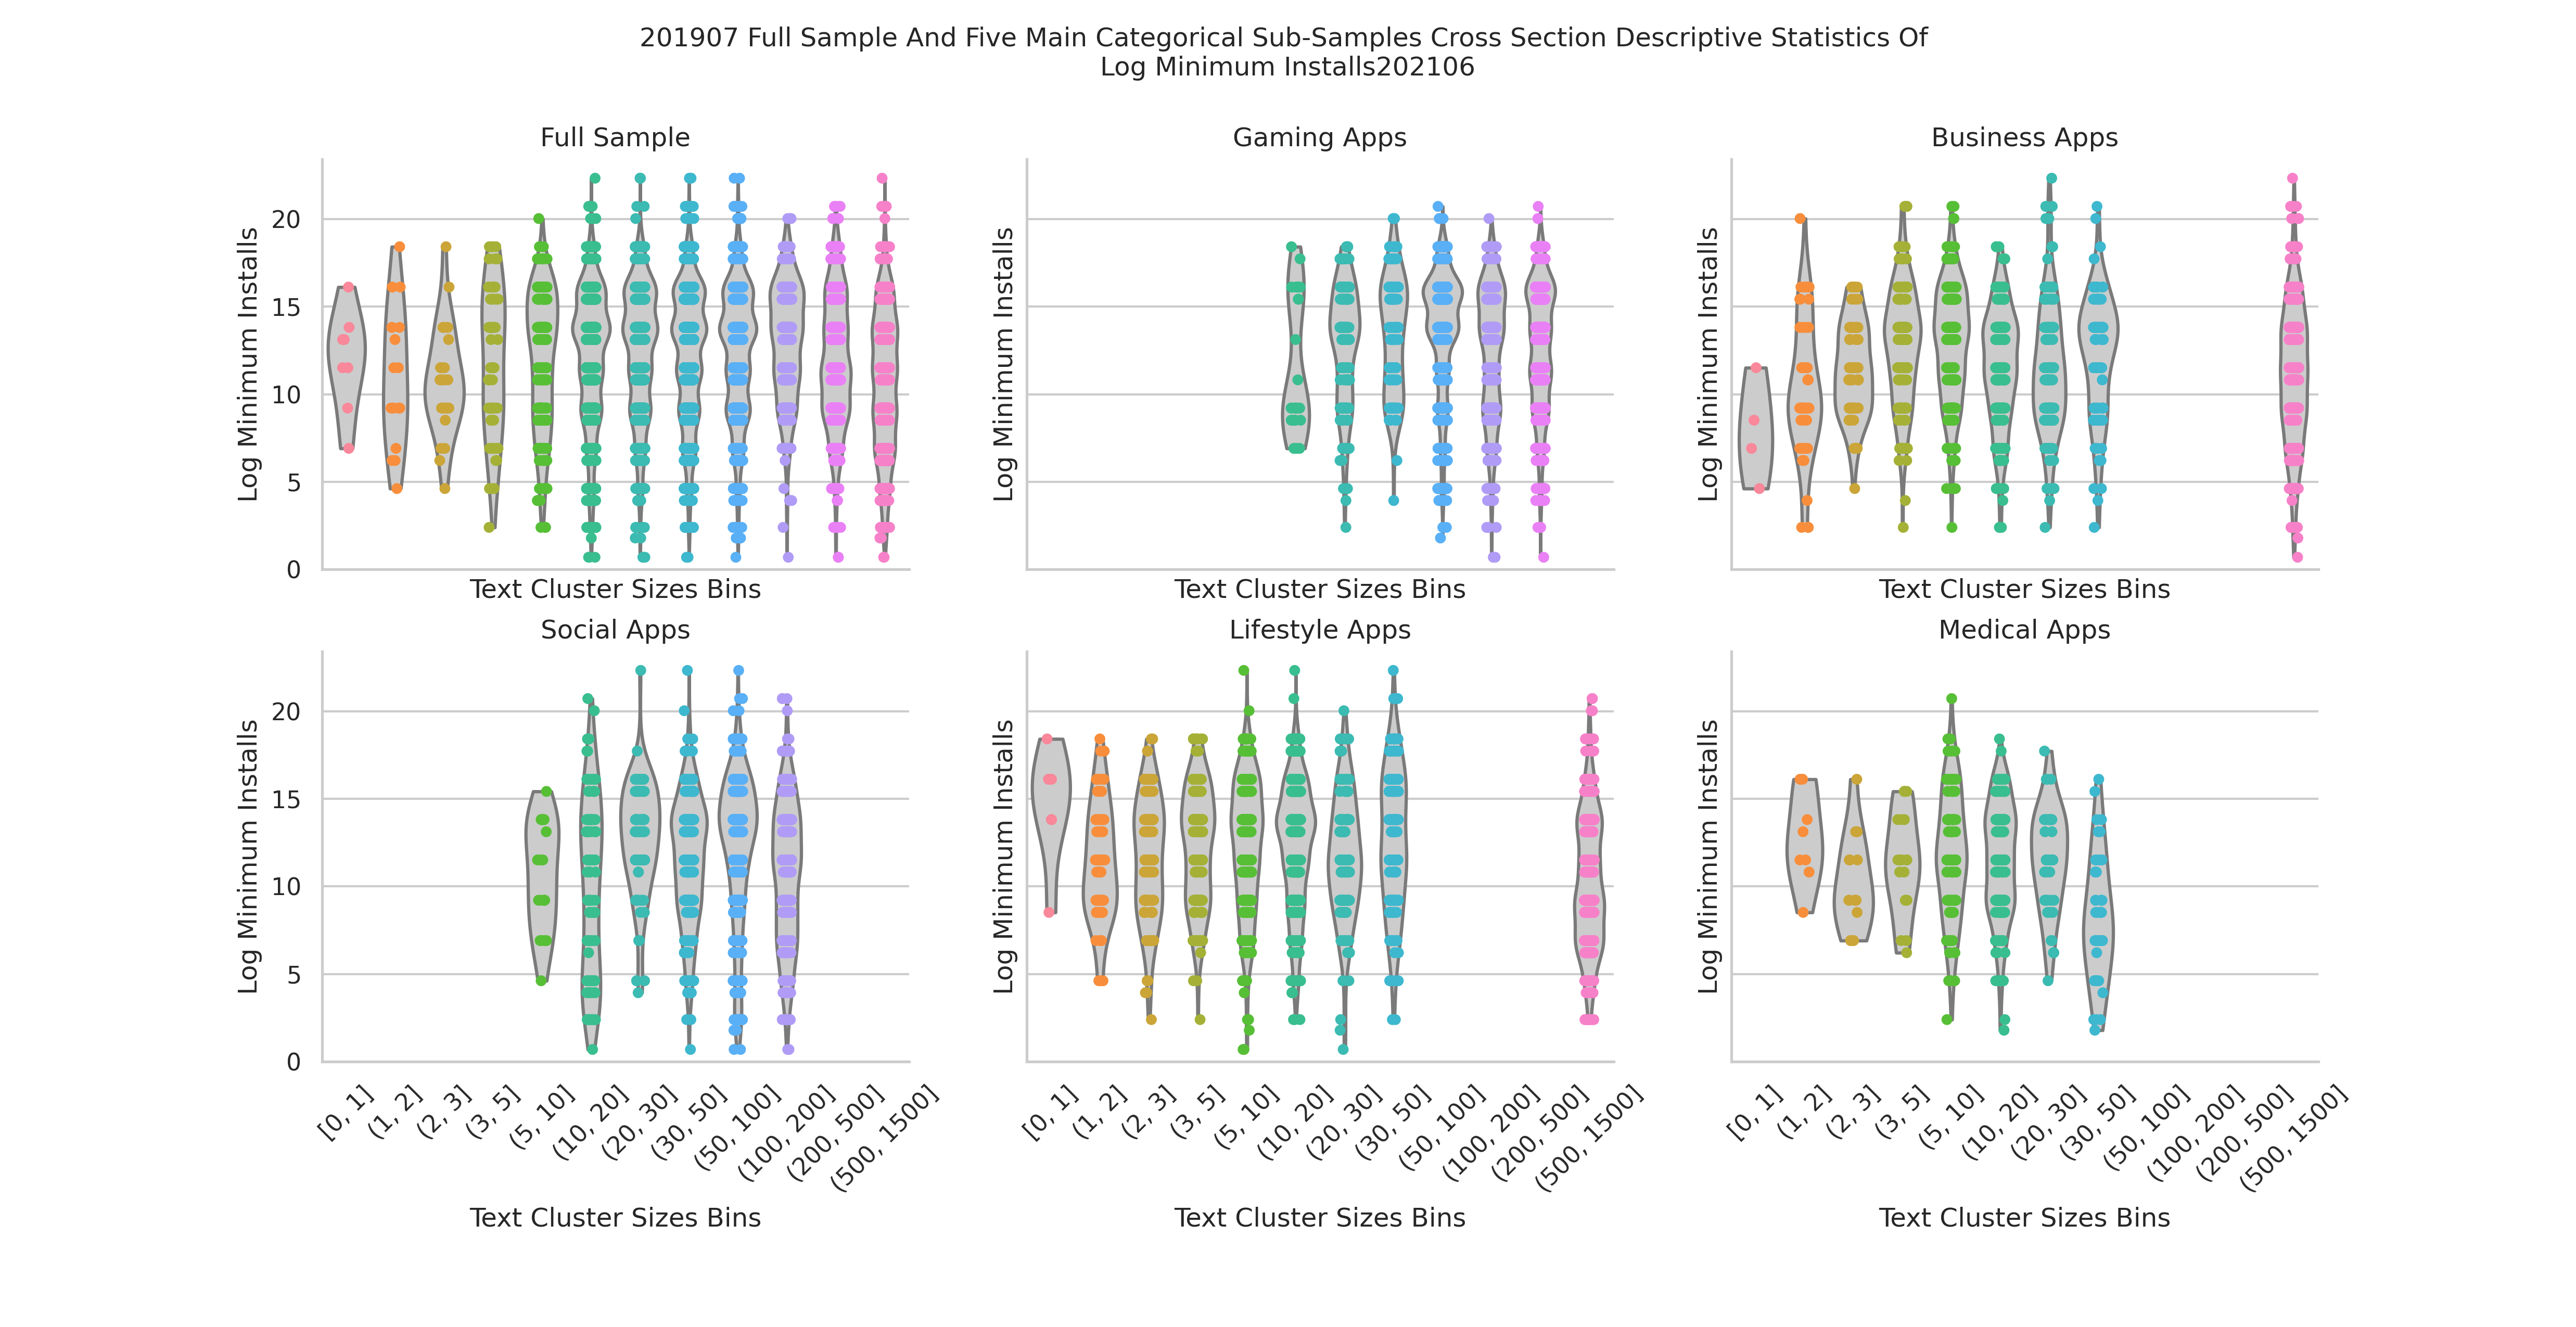 201907 Full Sample And Five Main Categorical Sub-Samples Cross Section Descriptive Statistics Of
Log Minimum Installs202106
Full Sample
Gaming Apps
Business Apps
Log Minimum Installs
20
15
10
5
0
Log Minimum Installs
Log Minimum Installs
Text Cluster Sizes Bins
Text Cluster Sizes Bins
Text Cluster Sizes Bins
Social Apps
Lifestyle Apps
Medical Apps
Log Minimum Installs
20
15
10
5
0
Log Minimum Installs
Log Minimum Installs
[0, 1]
(1, 2]
(2, 3]
(3, 5]
(5, 10]
(10, 20]
(20, 30]
(30, 50]
(50, 100]
(100, 200]
(200, 500]
(500, 1500]
[0, 1]
(1, 2]
(2, 3]
(3, 5]
(5, 10]
(10, 20]
(20, 30]
(30, 50]
(50, 100]
(100, 200]
(200, 500]
(500, 1500]
[0, 1]
(1, 2]
(2, 3]
(3, 5]
(5, 10]
(10, 20]
(20, 30]
(30, 50]
(50, 100]
(100, 200]
(200, 500]
(500, 1500]
Text Cluster Sizes Bins
Text Cluster Sizes Bins
Text Cluster Sizes Bins